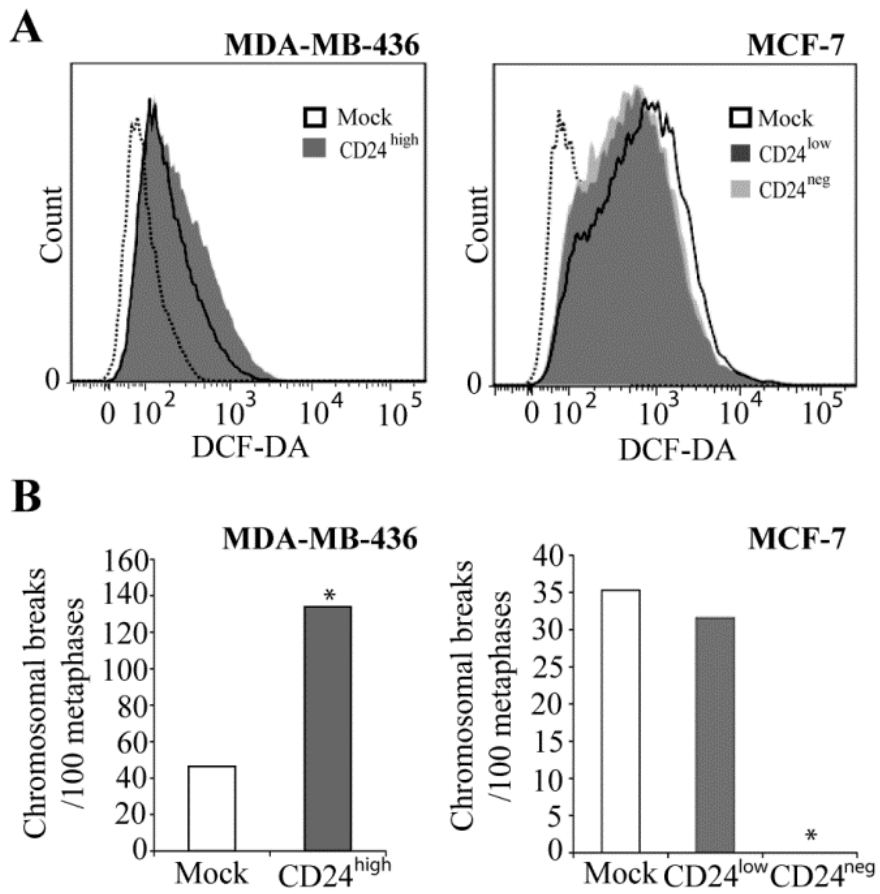 A
MDA-MB-436
Mock
CD24high
Count
0
0 10² 10³ 10⁴ 10⁵
DCF-DA
MCF-7
Mock
CD24low
CD24neg
Count
0
0 10² 10³ 10⁴ 10⁵
DCF-DA
B
MDA-MB-436
Chromosomal breaks
/100 metaphases
160
140
120
100
80
60
40
20
0
*
Mock CD24high
MCF-7
Chromosomal breaks
/100 metaphases
40
35
30
25
20
15
10
5
0
*
Mock CD24low CD24neg